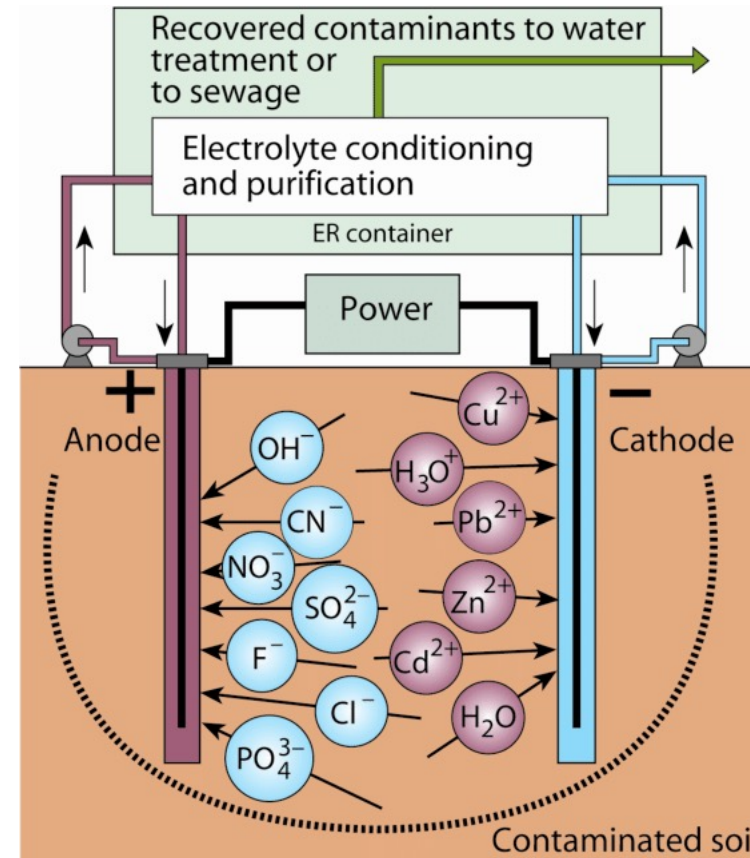 Recovered contaminants to water
treatment or
to sewage
Electrolyte conditioning
and purification
ER container
Power
+
−
Anode
Cathode
OH⁻
CN⁻
NO₃⁻
SO₄²⁻
F⁻
Cl⁻
PO₄³⁻
Cu²⁺
H₃O⁺
Pb²⁺
Zn²⁺
Cd²⁺
H₂O
Contaminated soi